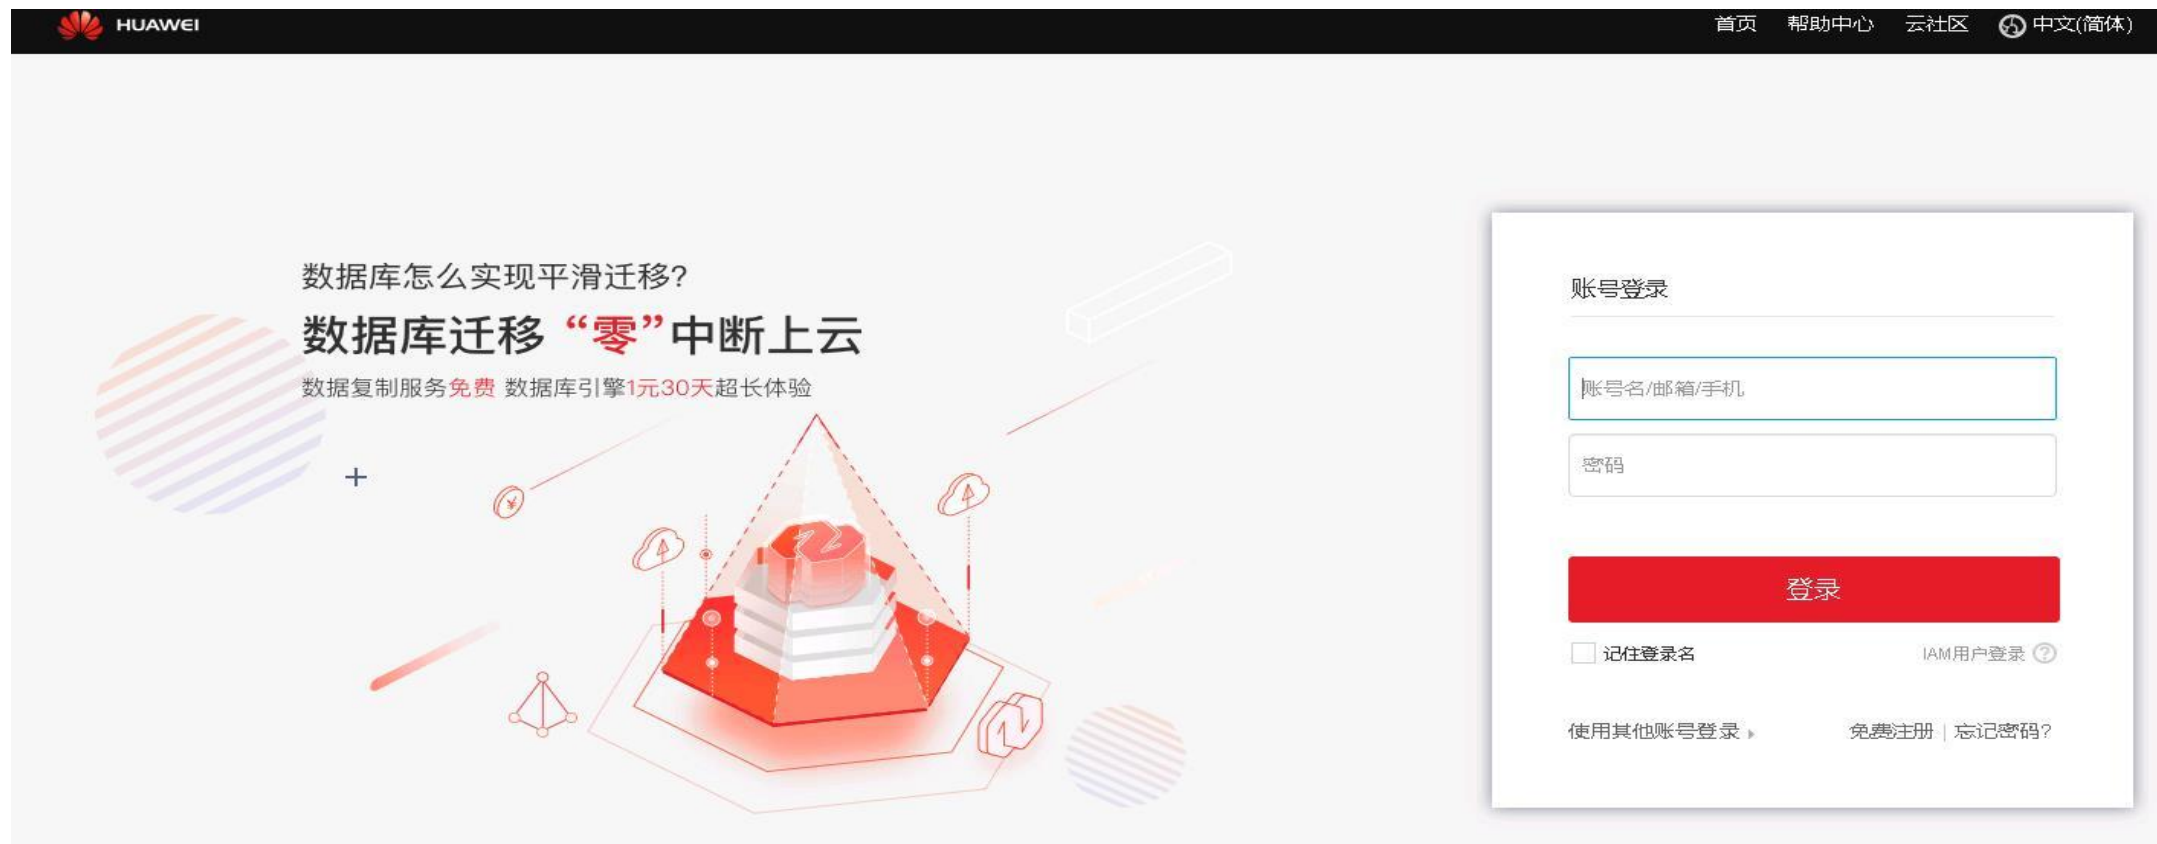 HUAWEI
首页 帮助中心 云社区 中文(简体)
数据库怎么实现平滑迁移?
数据库迁移 “零”中断上云
数据复制服务免费 数据库引擎1元30天超长体验
¥
账号登录
账号名/邮箱/手机
密码
登录
记住登录名 IAM用户登录 ?
使用其他账号登录 免费注册 | 忘记密码?